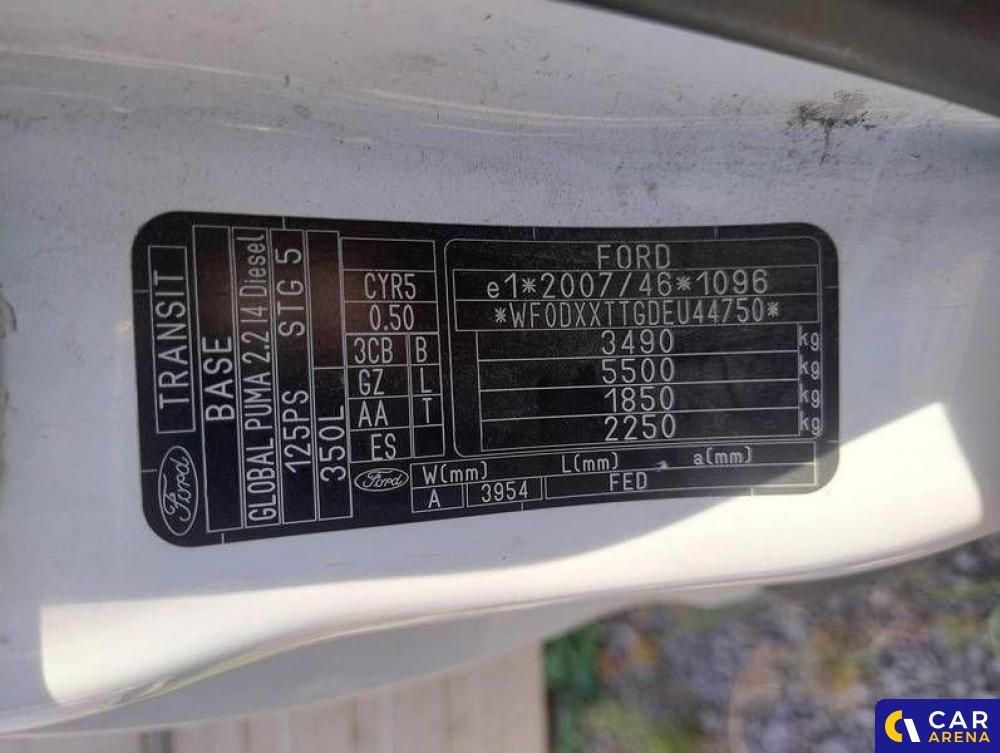 TRANSIT
Ford
BASE
GLOBAL PUMA 2.2 I4 Diesel
125PS STG 5
350L
CYR5
0.50
3CB B
GZ L
AA T
ES
Ford
FORD
e1*2007/46*1096
*WF0DXXTTGDEU44750*
3490 kg
5500 kg
1850 kg
2250 kg
W(mm) L(mm) a(mm)
A 3954 FED
CAR
ARENA